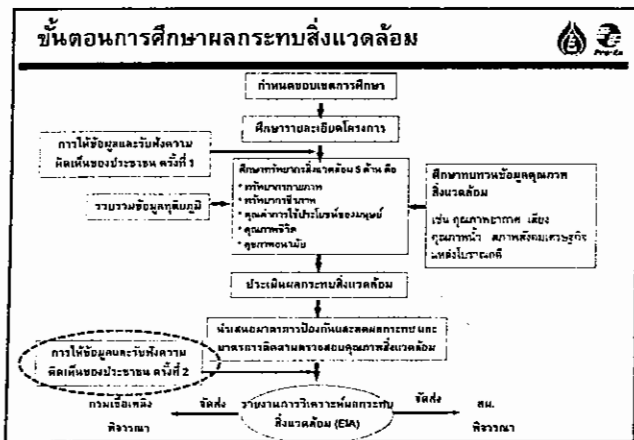 ขั้นตอนการศึกษาผลกระทบสิ่งแวดล้อม
กำหนดขอบเขตการศึกษา
ศึกษารายละเอียดโครงการ
การให้ข้อมูลและรับฟังความ
คิดเห็นของประชาชน ครั้งที่ 1
ศึกษาทรัพยากรสิ่งแวดล้อม 5 ด้าน คือ
• ทรัพยากรกายภาพ
• ทรัพยากรชีวภาพ
• คุณค่าการใช้ประโยชน์ของมนุษย์
• คุณภาพชีวิต
• สุขภาพอนามัย
รวบรวมข้อมูลทุติยภูมิ
ศึกษาทบทวนข้อมูลคุณภาพ
สิ่งแวดล้อม
เช่น คุณภาพอากาศ เสียง
คุณภาพน้ำ สภาพสังคมเศรษฐกิจ
แหล่งโบราณคดี
ประเมินผลกระทบสิ่งแวดล้อม
นำเสนอมาตรการป้องกันและลดผลกระทบ และ
มาตรการติดตามตรวจสอบคุณภาพสิ่งแวดล้อม
การให้ข้อมูลและรับฟังความ
คิดเห็นของประชาชน ครั้งที่ 2
กรมเชื้อเพลิง
พิจารณา
จัดส่ง
รายงานการวิเคราะห์ผลกระทบ
สิ่งแวดล้อม (EIA)
จัดส่ง
สผ.
พิจารณา